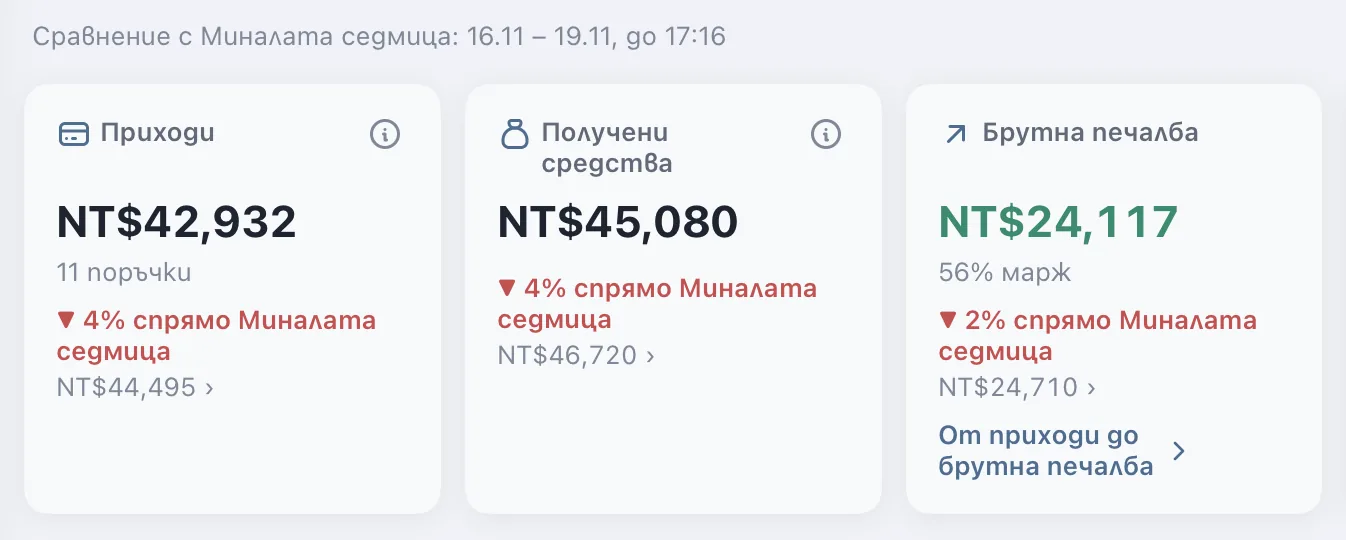 Сравнение с Миналата седмица: 16.11 – 19.11, до 17:16
Приходи
NT$42,932
11 поръчки
▼ 4% спрямо Миналата
седмица
NT$44,495 ›
Получени
средства
NT$45,080
▼ 4% спрямо Миналата
седмица
NT$46,720 ›
Брутна печалба
NT$24,117
56% марж
▼ 2% спрямо Миналата
седмица
NT$24,710 ›
От приходи до
брутна печалба